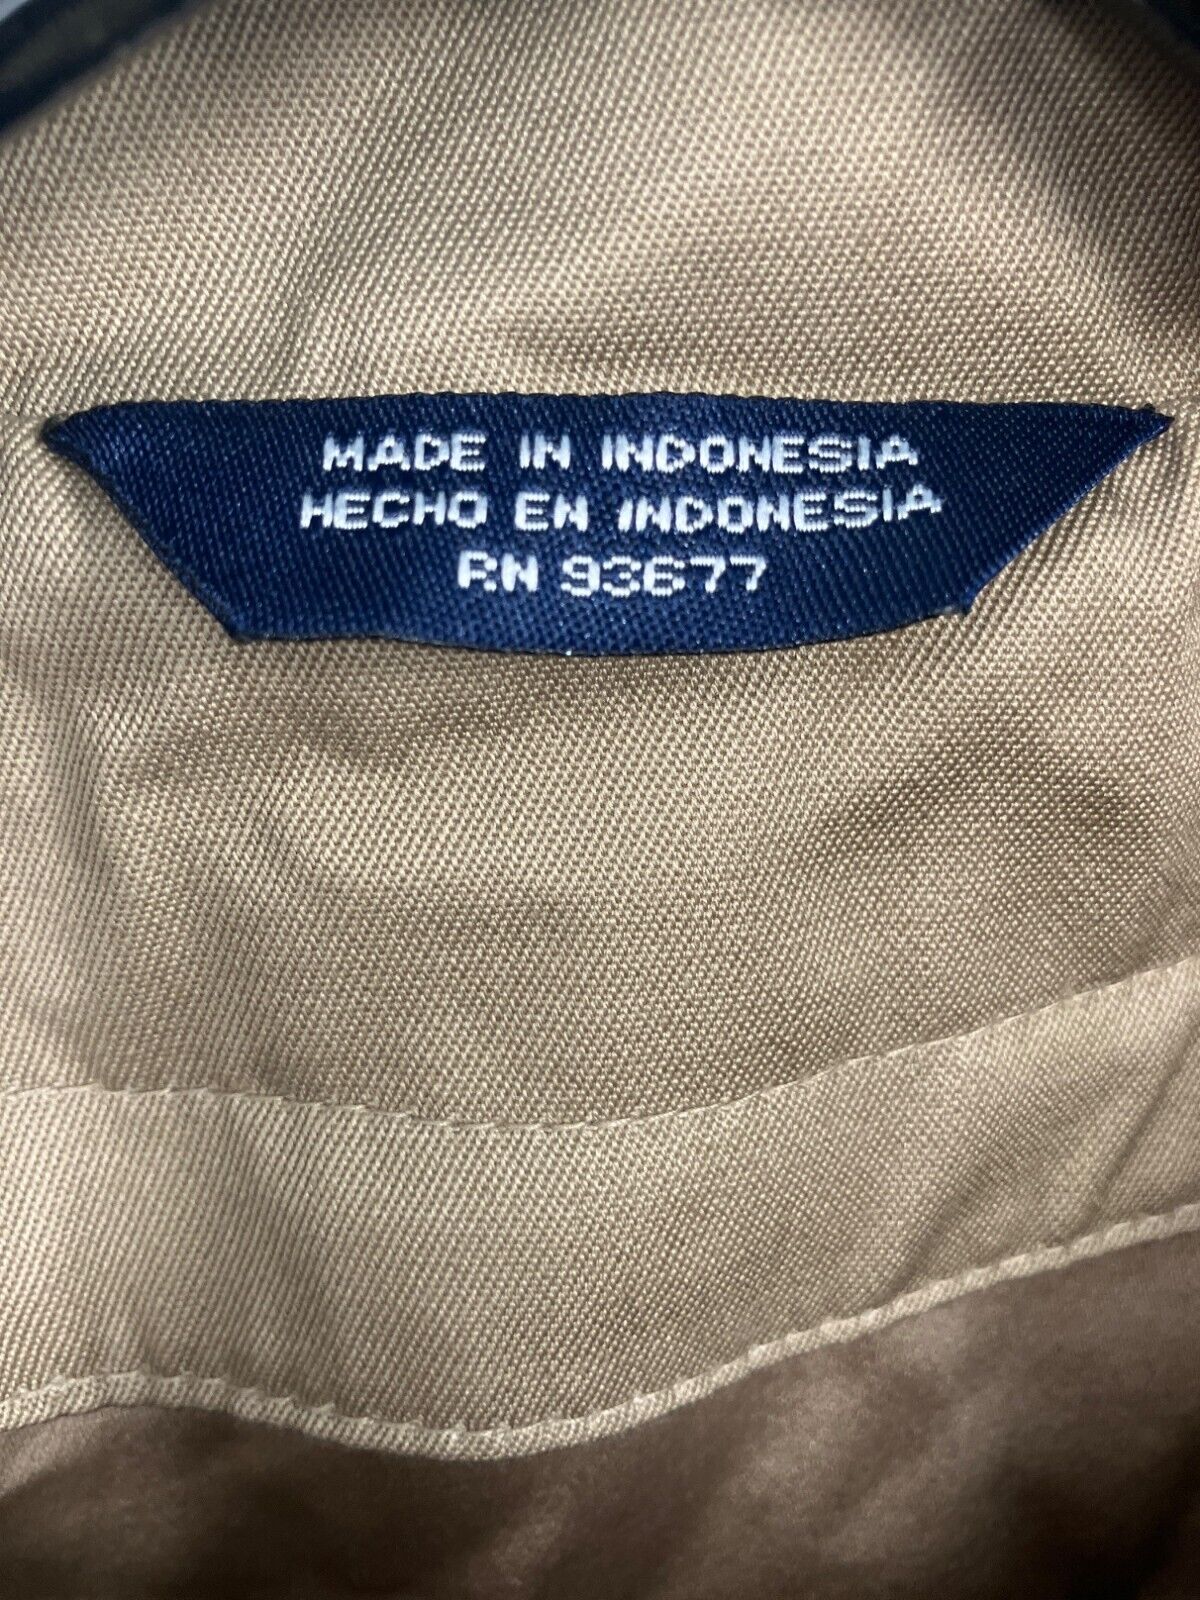 MADE IN INDONESIA
HECHO EN INDONESIA
RN 93677